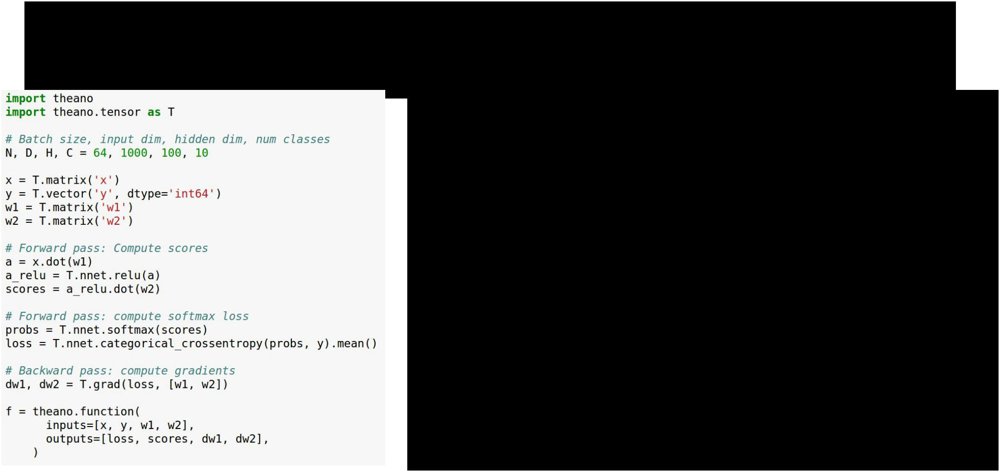 import theano
import theano.tensor as T

# Batch size, input dim, hidden dim, num classes
N, D, H, C = 64, 1000, 100, 10

x = T.matrix('x')
y = T.vector('y', dtype='int64')
w1 = T.matrix('w1')
w2 = T.matrix('w2')

# Forward pass: Compute scores
a = x.dot(w1)
a_relu = T.nnet.relu(a)
scores = a_relu.dot(w2)

# Forward pass: compute softmax loss
probs = T.nnet.softmax(scores)
loss = T.nnet.categorical_crossentropy(probs, y).mean()

# Backward pass: compute gradients
dw1, dw2 = T.grad(loss, [w1, w2])

f = theano.function(
      inputs=[x, y, w1, w2],
      outputs=[loss, scores, dw1, dw2],
    )